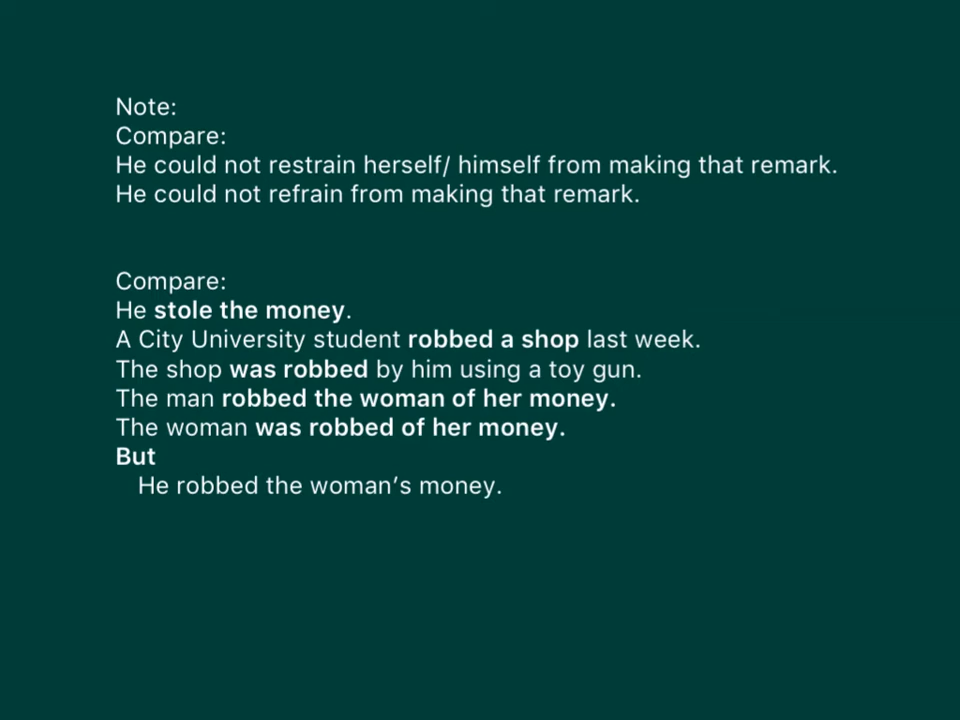 Note:
Compare:
He could not restrain herself/ himself from making that remark.
He could not refrain from making that remark.
Compare:
He stole the money.
A City University student robbed a shop last week.
The shop was robbed by him using a toy gun.
The man robbed the woman of her money.
The woman was robbed of her money.
But
He robbed the woman’s money.